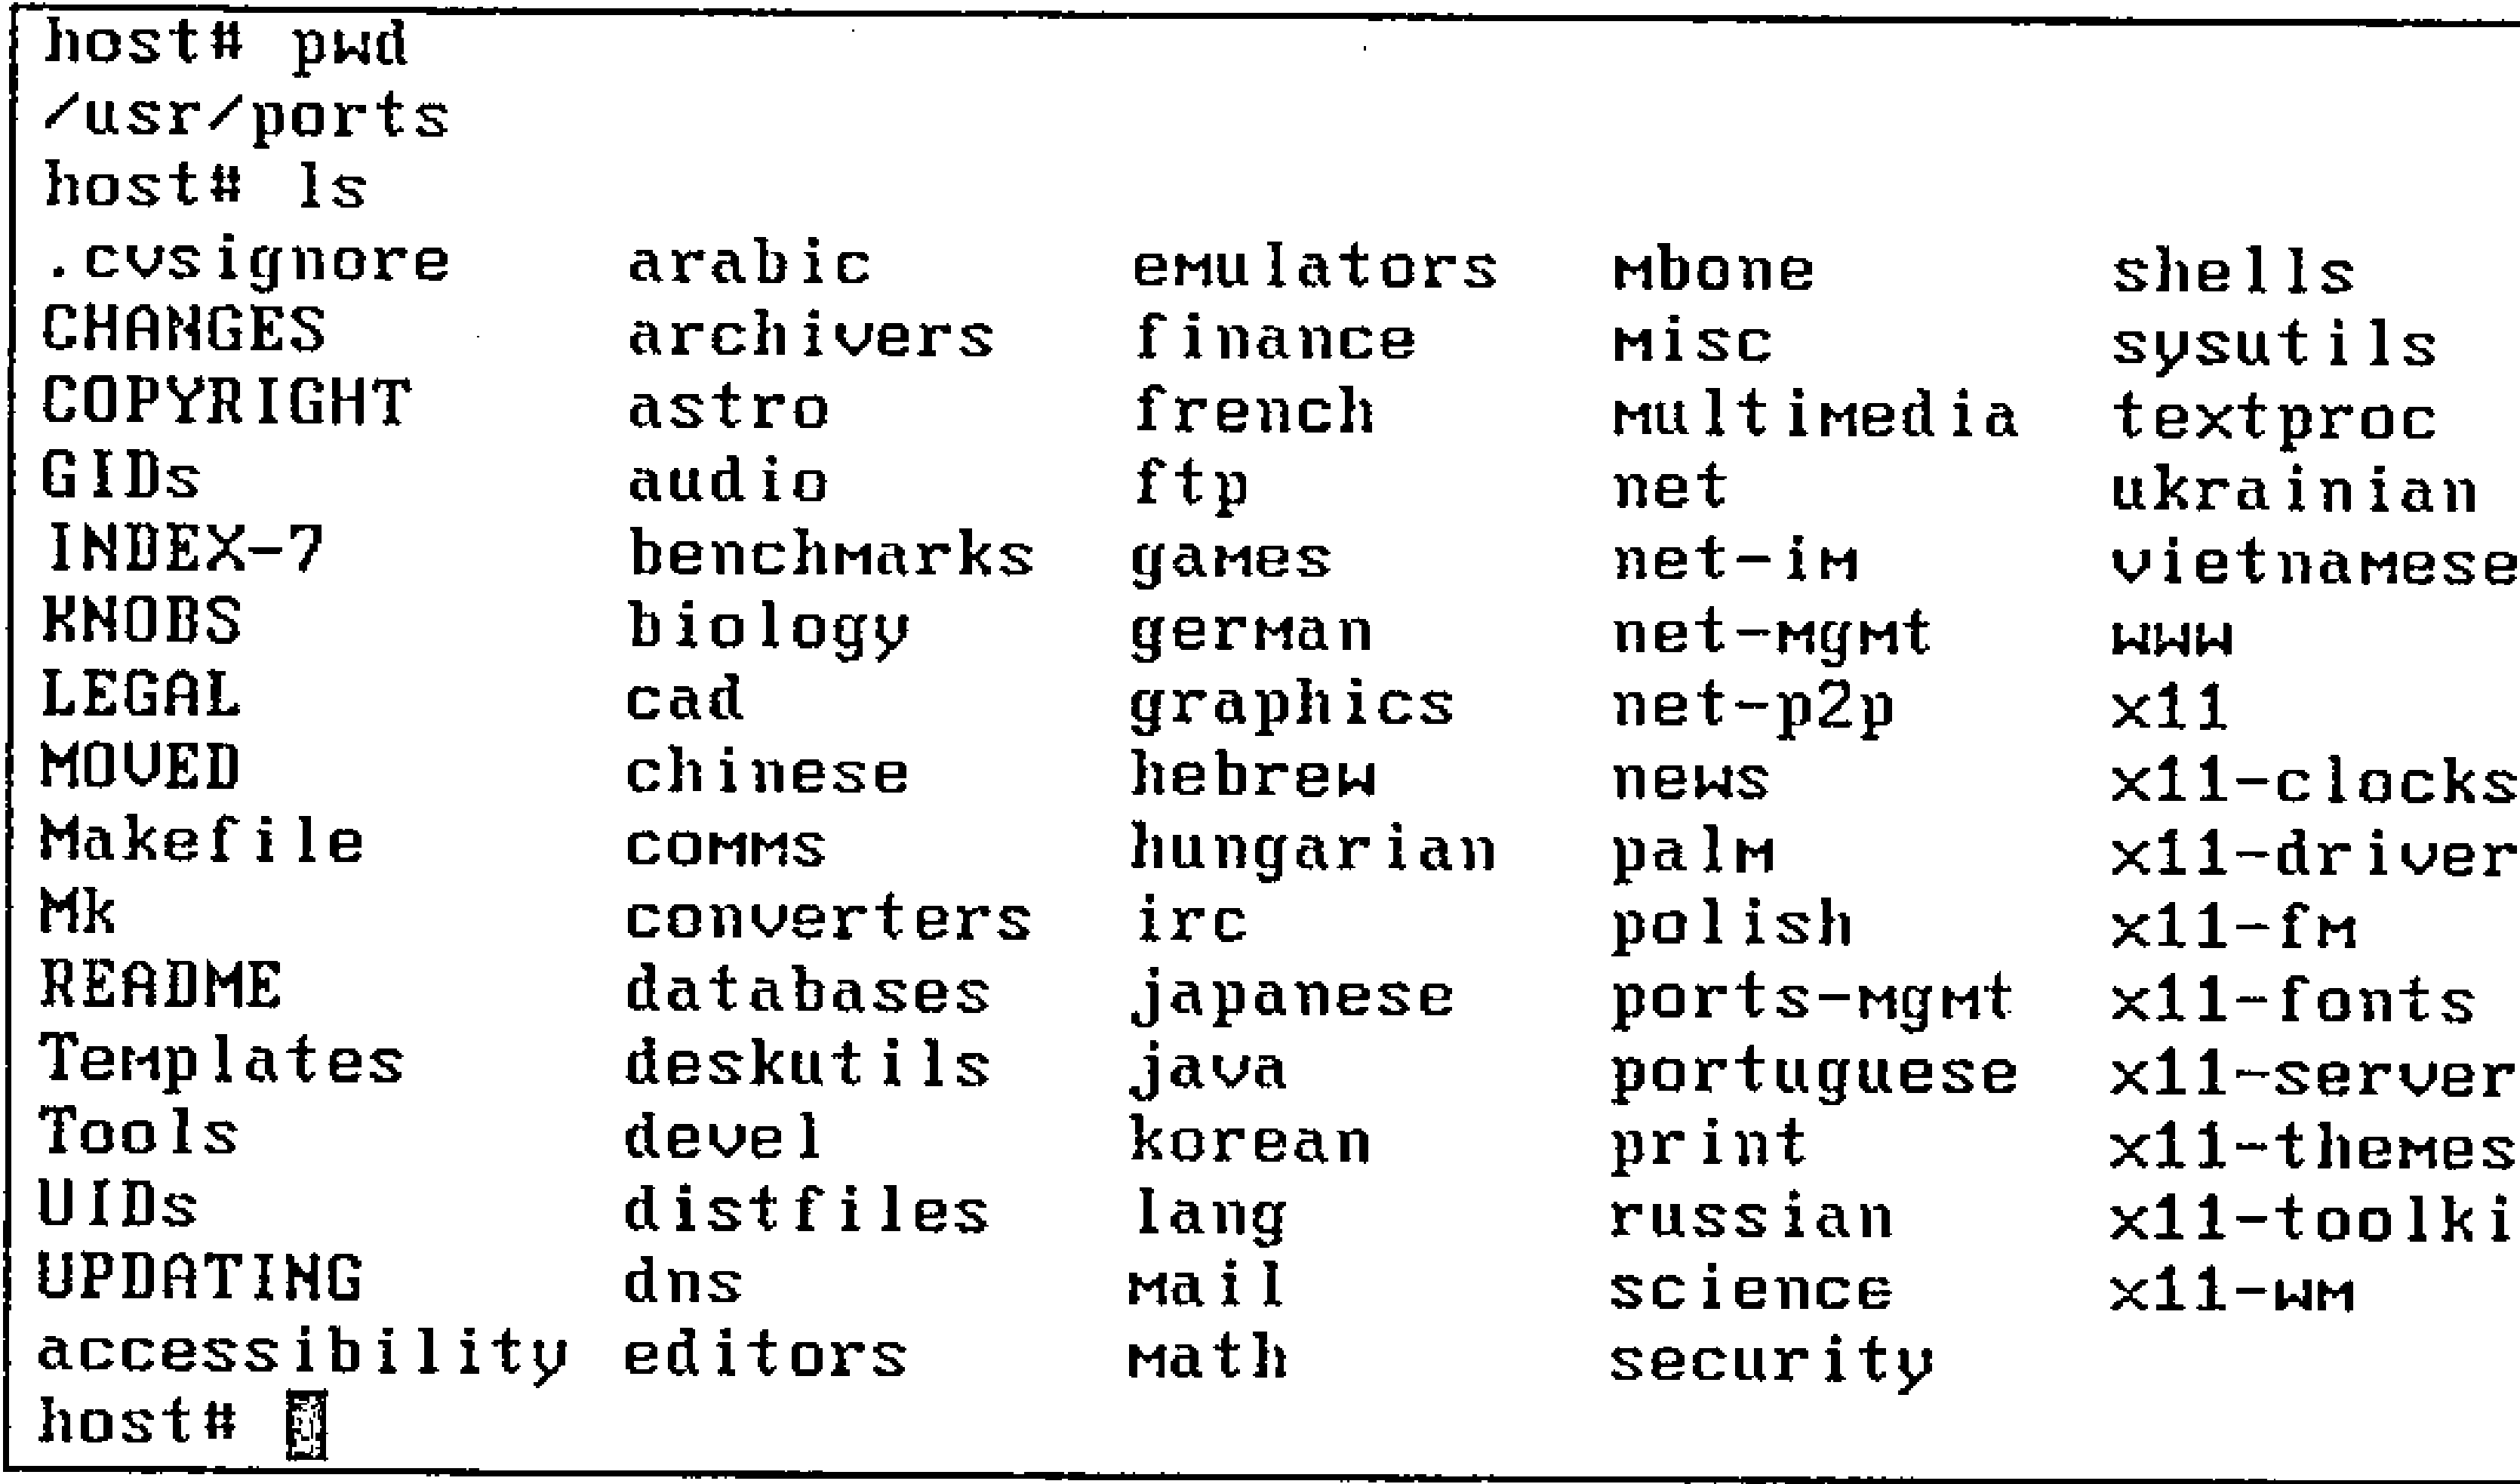 host# pwd
/usr/ports
host# ls
.cvsignore arabic emulators mbone shells
CHANGES archivers finance misc sysutils
COPYRIGHT astro french multimedia textproc
GIDs audio ftp net ukrainian
INDEX-7 benchmarks games net-im vietnamese
KNOBS biology german net-mgmt www
LEGAL cad graphics net-p2p x11
MOVED chinese hebrew news x11-clocks
Makefile comms hungarian palm x11-driver
Mk converters irc polish x11-fm
README databases japanese ports-mgmt x11-fonts
Templates deskutils java portuguese x11-server
Tools devel korean print x11-themes
UIDs distfiles lang russian x11-toolki
UPDATING dns mail science x11-wm
accessibility editors math security
host#